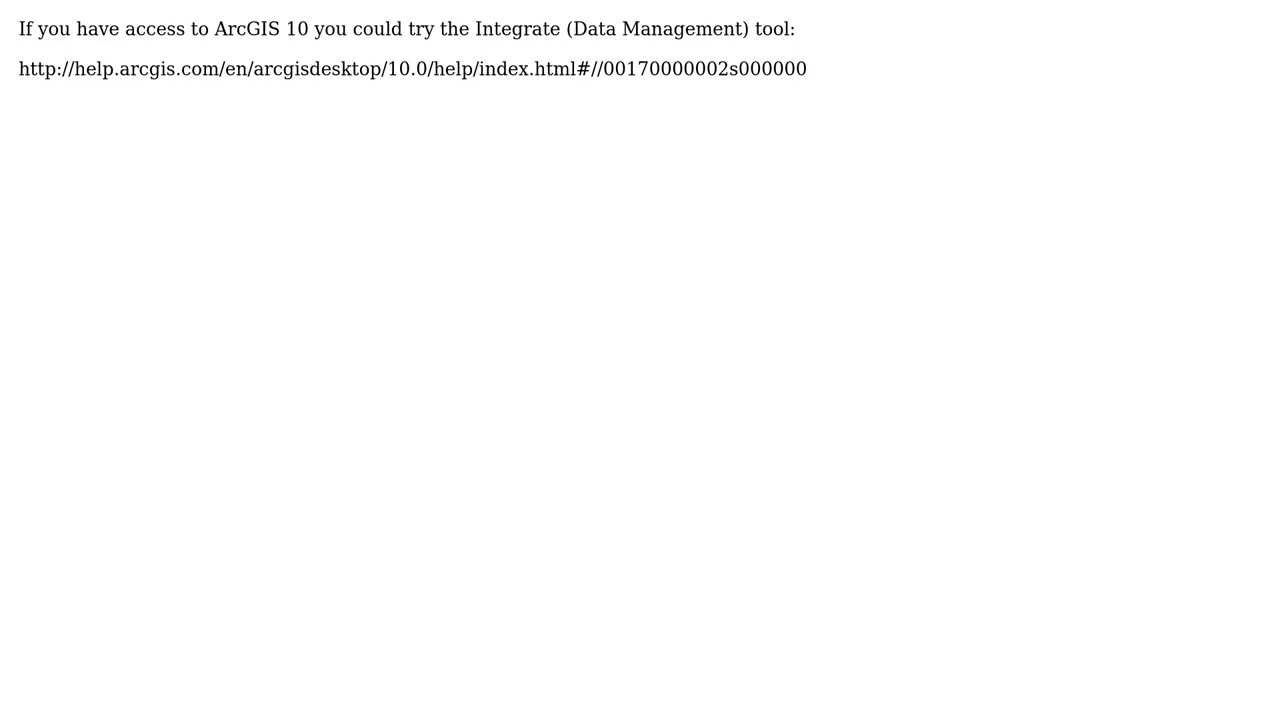 If you have access to ArcGIS 10 you could try the Integrate (Data Management) tool:
http://help.arcgis.com/en/arcgisdesktop/10.0/help/index.html#//00170000002s000000